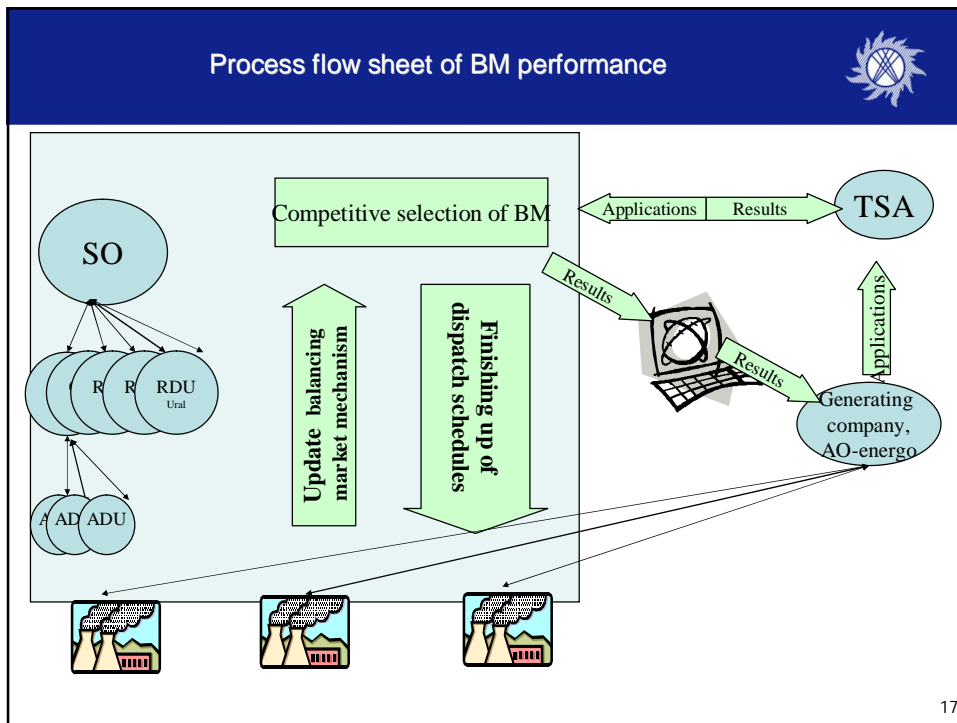 Process flow sheet of BM performance
Competitive selection of BM
Applications
Results
TSA
SO
Results
Applications
Update balancing
market mechanism
Finishing up of
dispatch schedules
Results
R
R
RDU
Ural
Generating
company,
AO-energo
A
AD
ADU
17